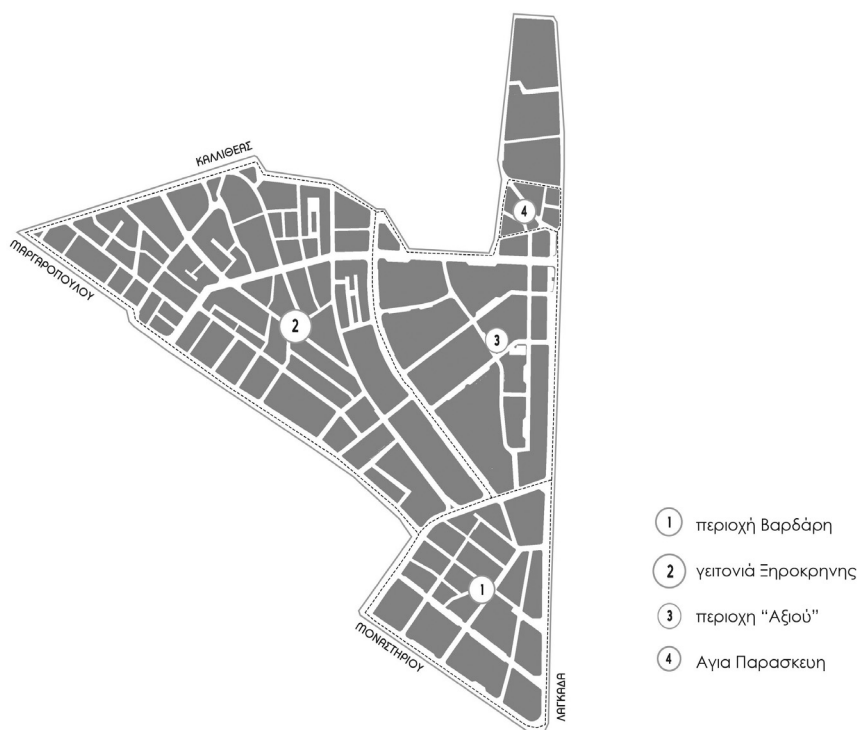 ΚΑΛΛΙΘΕΑΣ
ΜΑΡΓΑΡΟΠΟΥΛΟΥ
ΜΟΝΑΣΤΗΡΙΟΥ
ΛΑΓΚΑΔΑ
4
2
3
1
1 περιοχή Βαρδάρη
2 γειτονιά Ξηροκρηνης
3 περιοχη “Αξιού”
4 Αγια Παρασκευη